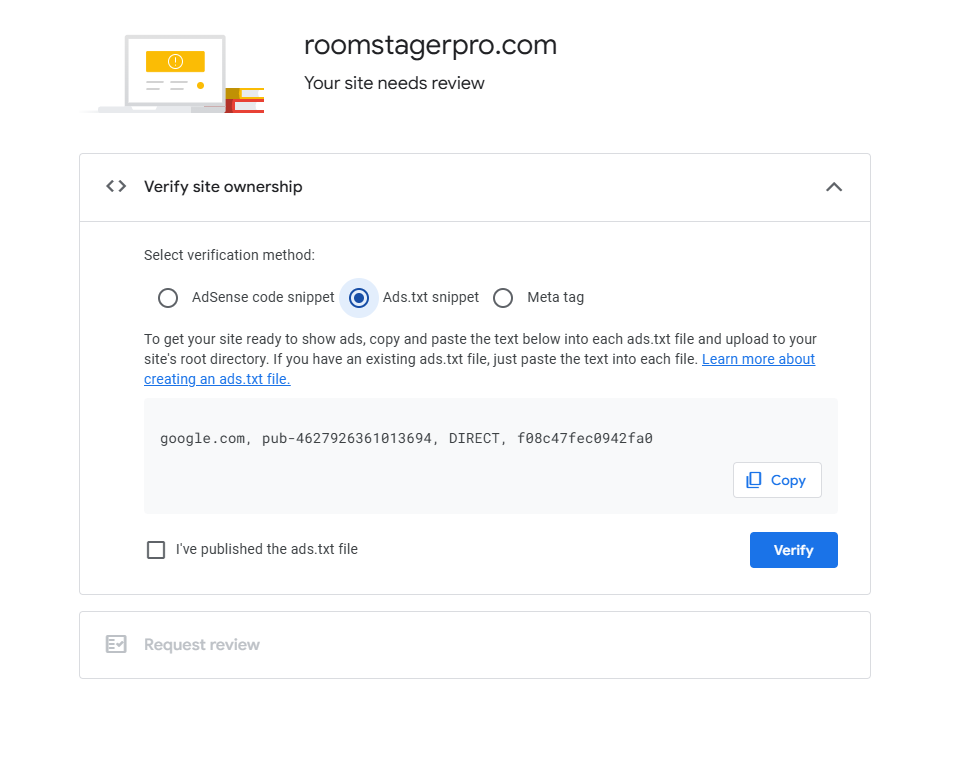 roomstagerpro.com
Your site needs review
Verify site ownership
Select verification method:
AdSense code snippet Ads.txt snippet Meta tag
To get your site ready to show ads, copy and paste the text below into each ads.txt file and upload to your
site's root directory. If you have an existing ads.txt file, just paste the text into each file. Learn more about
creating an ads.txt file.
google.com, pub-4627926361013694, DIRECT, f08c47fec0942fa0
Copy
I've published the ads.txt file
Verify
Request review